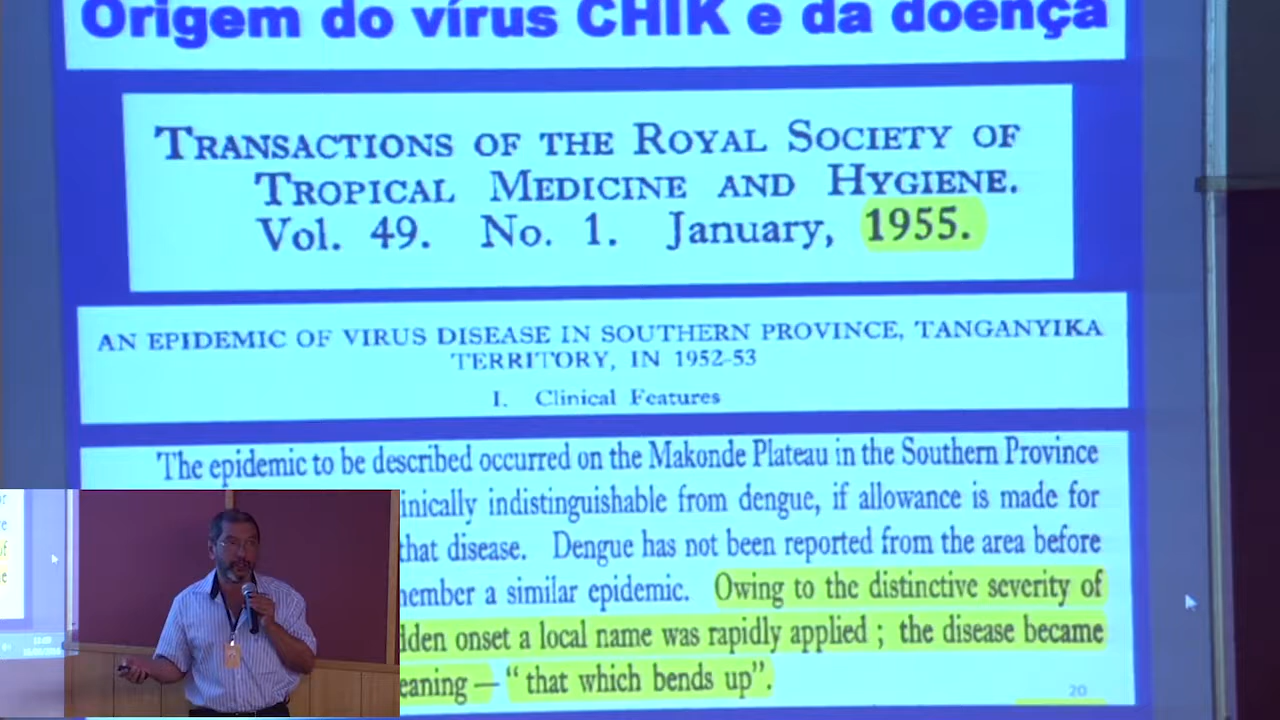 Origem do vírus CHIK e da doença
TRANSACTIONS OF THE ROYAL SOCIETY OF
TROPICAL MEDICINE AND HYGIENE.
Vol. 49. No. 1. January, 1955.
AN EPIDEMIC OF VIRUS DISEASE IN SOUTHERN PROVINCE, TANGANYIKA
TERRITORY, IN 1952-53
I. Clinical Features
The epidemic to be described occurred on the Makonde Plateau in the Southern Province
inically indistinguishable from dengue, if allowance is made for
that disease. Dengue has not been reported from the area before
nember a similar epidemic. Owing to the distinctive severity of
dden onset a local name was rapidly applied ; the disease became
eaning — “ that which bends up”.
20